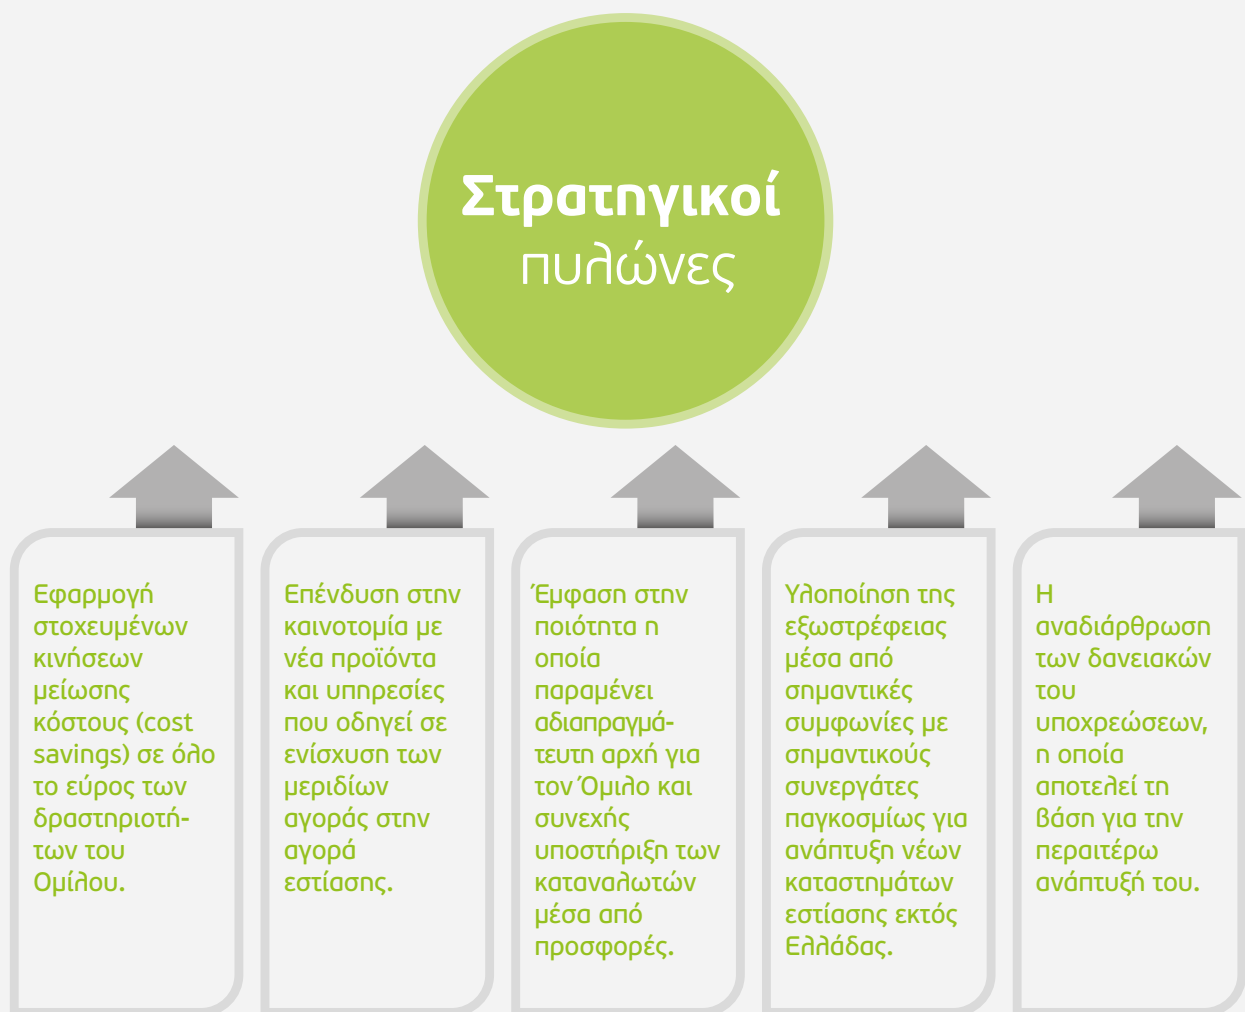 Στρατηγικοί
πυλώνες
Εφαρμογή
στοχευμένων
κινήσεων
μείωσης
κόστους (cost
savings) σε όλο
το εύρος των
δραστηριοτή-
των του
Ομίλου.
Επένδυση στην
καινοτομία με
νέα προϊόντα
και υπηρεσίες
που οδηγεί σε
ενίσχυση των
μεριδίων
αγοράς στην
αγορά
εστίασης.
Έμφαση στην
ποιότητα η
οποία
παραμένει
αδιαπραγμά-
τευτη αρχή για
τον Όμιλο και
συνεχής
υποστήριξη των
καταναλωτών
μέσα από
προσφορές.
Υλοποίηση της
εξωστρέφειας
μέσα από
σημαντικές
συμφωνίες με
σημαντικούς
συνεργάτες
παγκοσμίως για
ανάπτυξη νέων
καταστημάτων
εστίασης εκτός
Ελλάδας.
Η
αναδιάρθρωση
των δανειακών
του
υποχρεώσεων,
η οποία
αποτελεί τη
βάση για την
περαιτέρω
ανάπτυξή του.